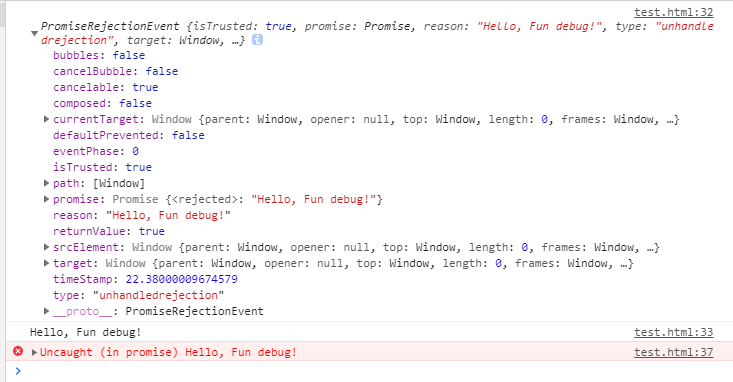 test.html:32
PromiseRejectionEvent {isTrusted: true, promise: Promise, reason: "Hello, Fun debug!", type: "unhandle
drejection", target: Window, …} i
bubbles: false
cancelBubble: false
cancelable: true
composed: false
currentTarget: Window {parent: Window, opener: null, top: Window, length: 0, frames: Window, …}
defaultPrevented: false
eventPhase: 0
isTrusted: true
path: [Window]
promise: Promise {<rejected>: "Hello, Fun debug!"}
reason: "Hello, Fun debug!"
returnValue: true
srcElement: Window {parent: Window, opener: null, top: Window, length: 0, frames: Window, …}
target: Window {parent: Window, opener: null, top: Window, length: 0, frames: Window, …}
timeStamp: 22.38000009674579
type: "unhandledrejection"
__proto__: PromiseRejectionEvent
Hello, Fun debug! test.html:33
Uncaught (in promise) Hello, Fun debug! test.html:37